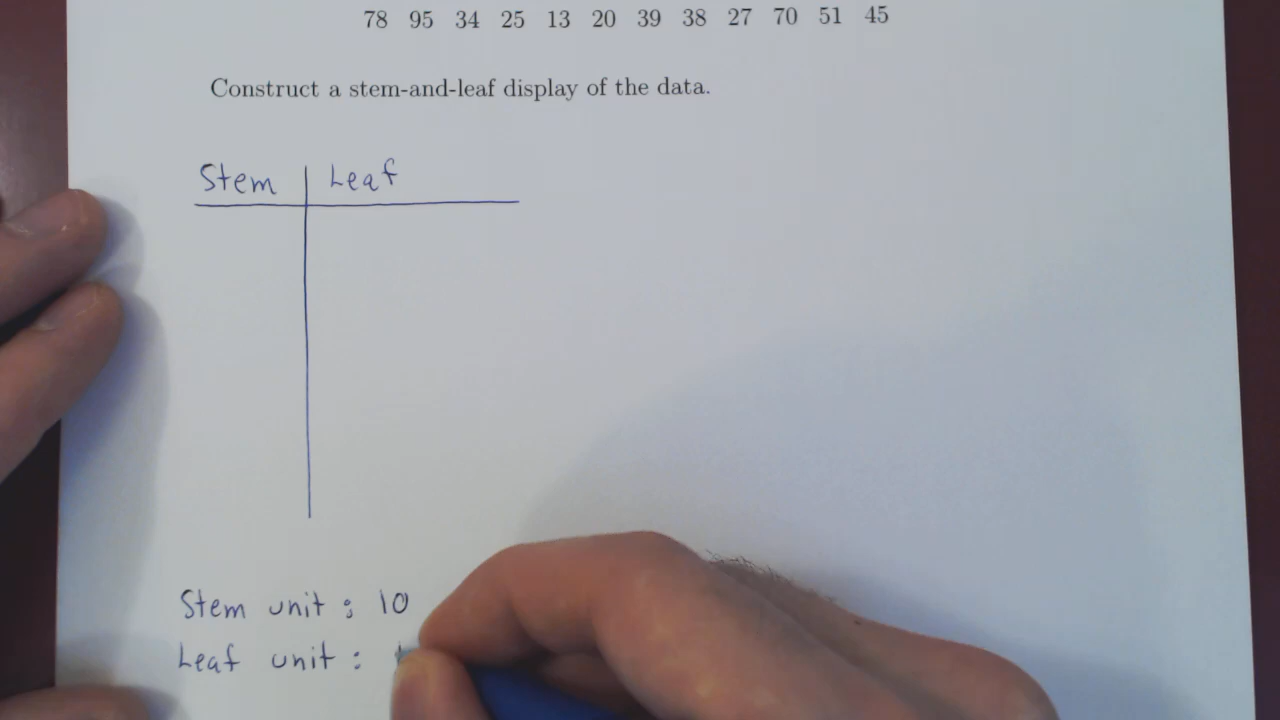 78 95 34 25 13 20 39 38 27 70 51 45
Construct a stem-and-leaf display of the data.
Stem Leaf
Stem unit: 10
Leaf unit: